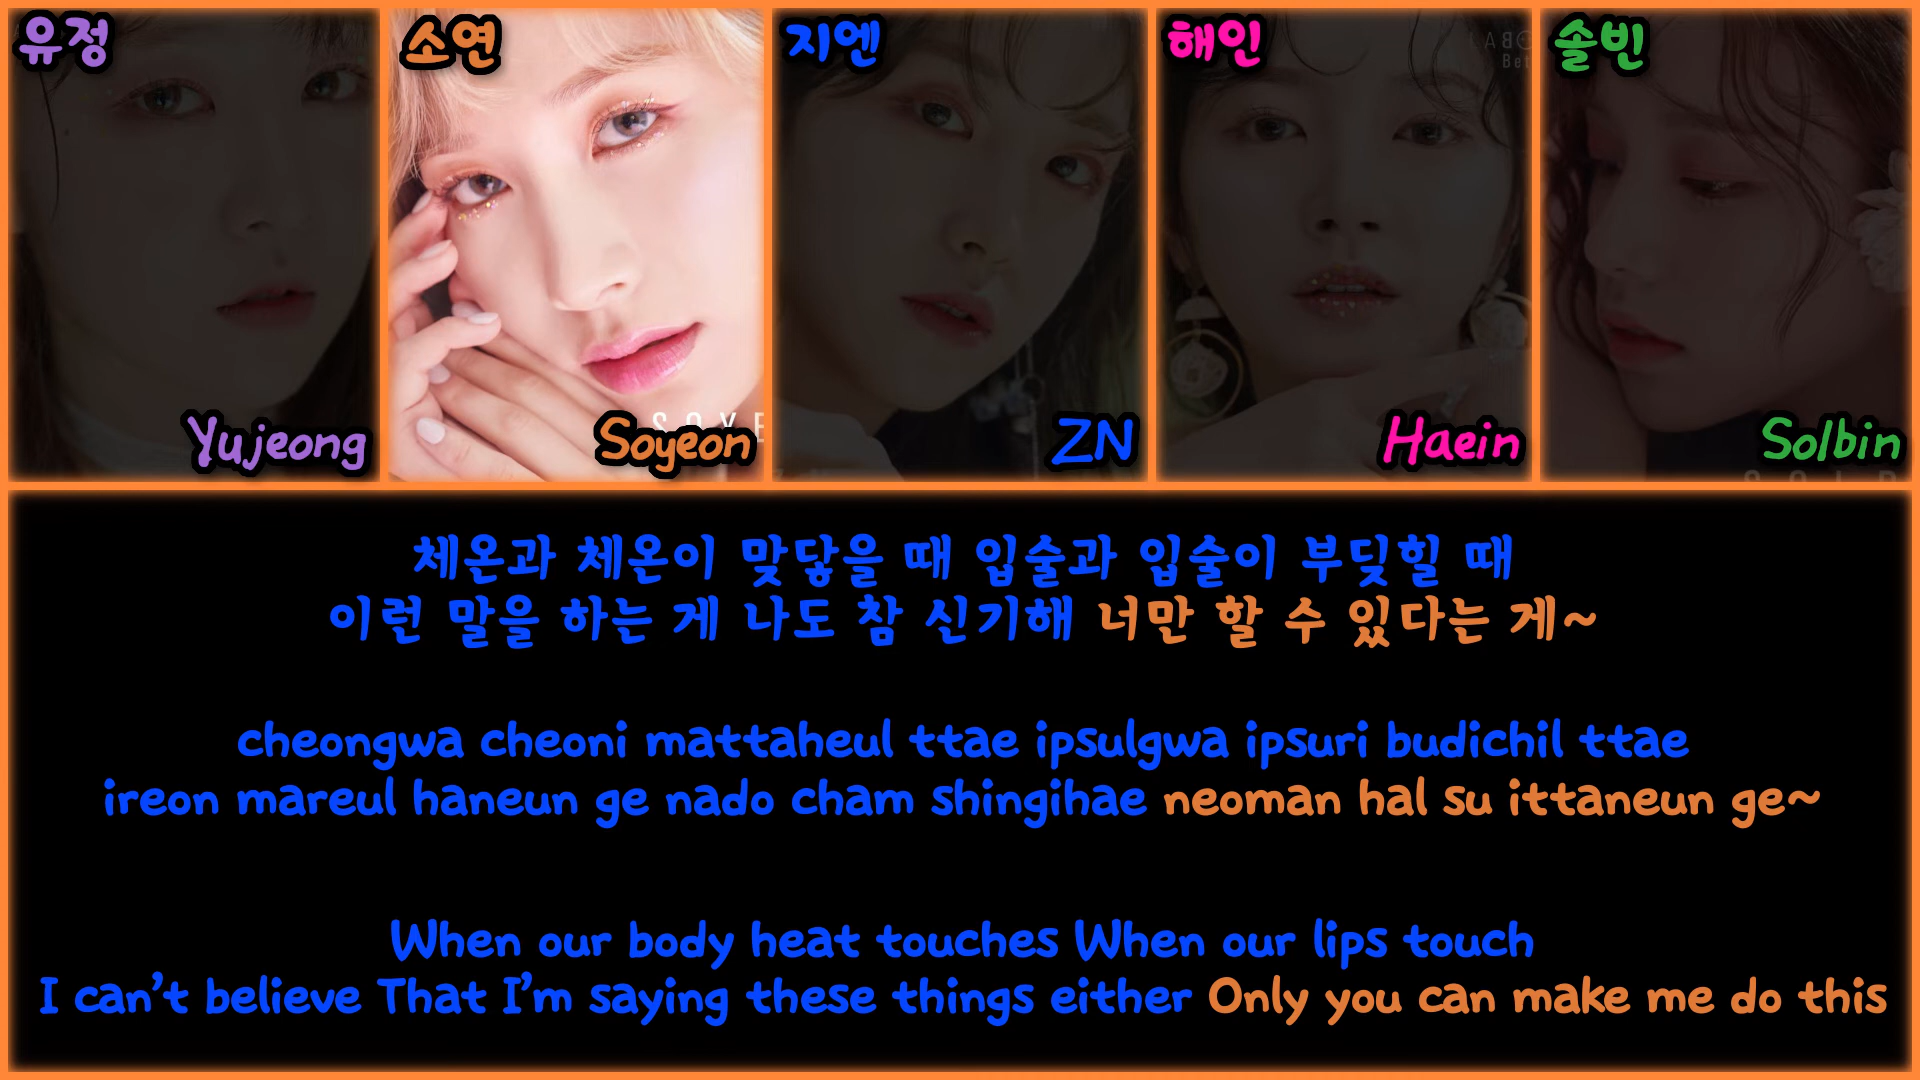 유정
소연
지엔
해인
솔빈
LABO
Bet
Yujeong
SOYE
Soyeon
ZN
Haein
Solbin
체온과 체온이 맞닿을 때 입술과 입술이 부딪힐 때
이런 말을 하는 게 나도 참 신기해 너만 할 수 있다는 게~
cheongwa cheoni mattaheul ttae ipsulgwa ipsuri budichil ttae
ireon mareul haneun ge nado cham shingihae neoman hal su ittaneun ge~
When our body heat touches When our lips touch
I can't believe That I'm saying these things either Only you can make me do this